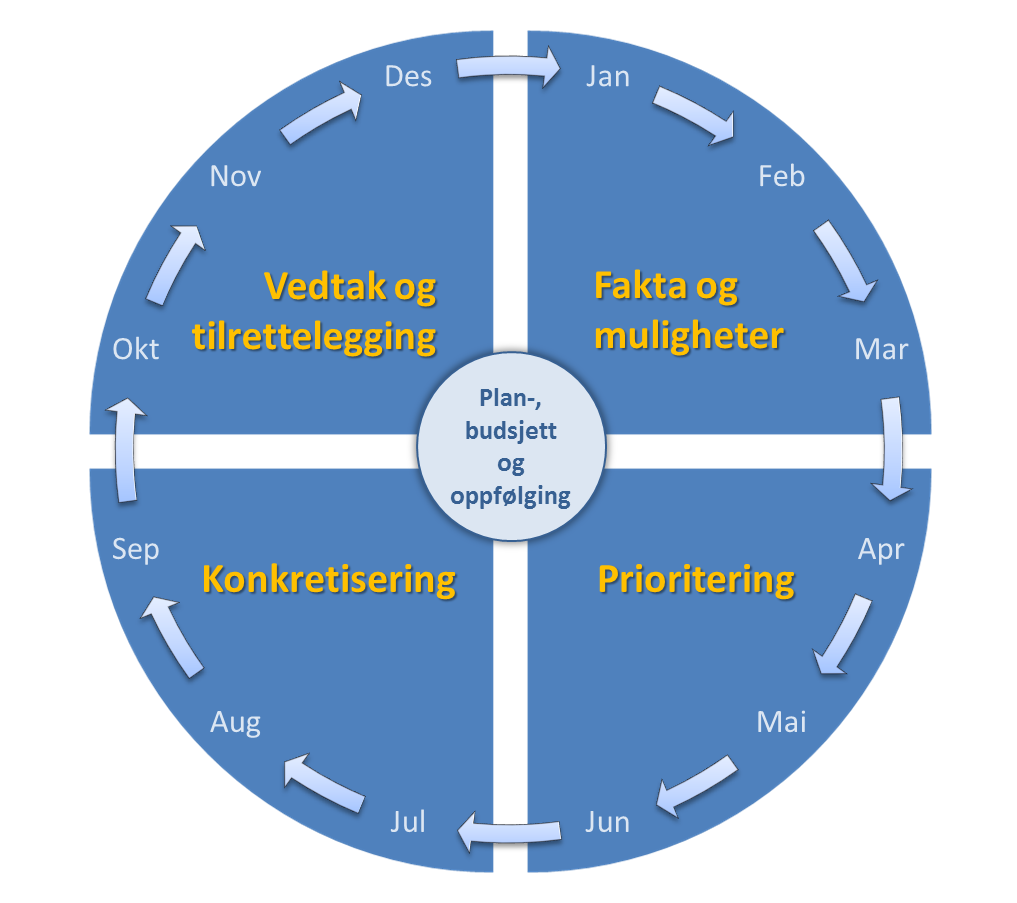 Des
Jan
Nov
Feb
Vedtak og
tilrettelegging
Fakta og
muligheter
Okt
Mar
Plan-,
budsjett
og
oppfølging
Sep
Apr
Konkretisering
Prioritering
Aug
Mai
Jul
Jun